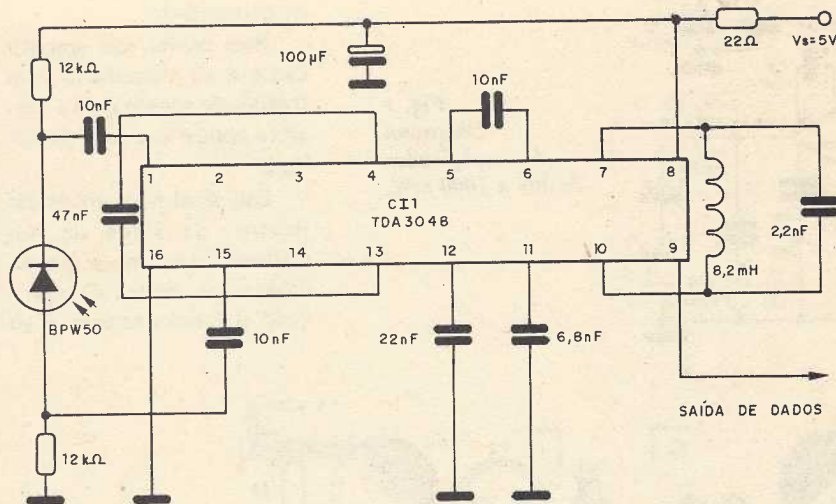 12kΩ
10nF
100µF
10nF
22Ω
Vs=5V
1
2
3
4
5
6
7
8
CI1
TDA3048
47nF
16
15
14
13
12
11
10
9
8,2mH
2,2nF
BPW50
10nF
22nF
6,8nF
SAÍDA DE DADOS
12kΩ